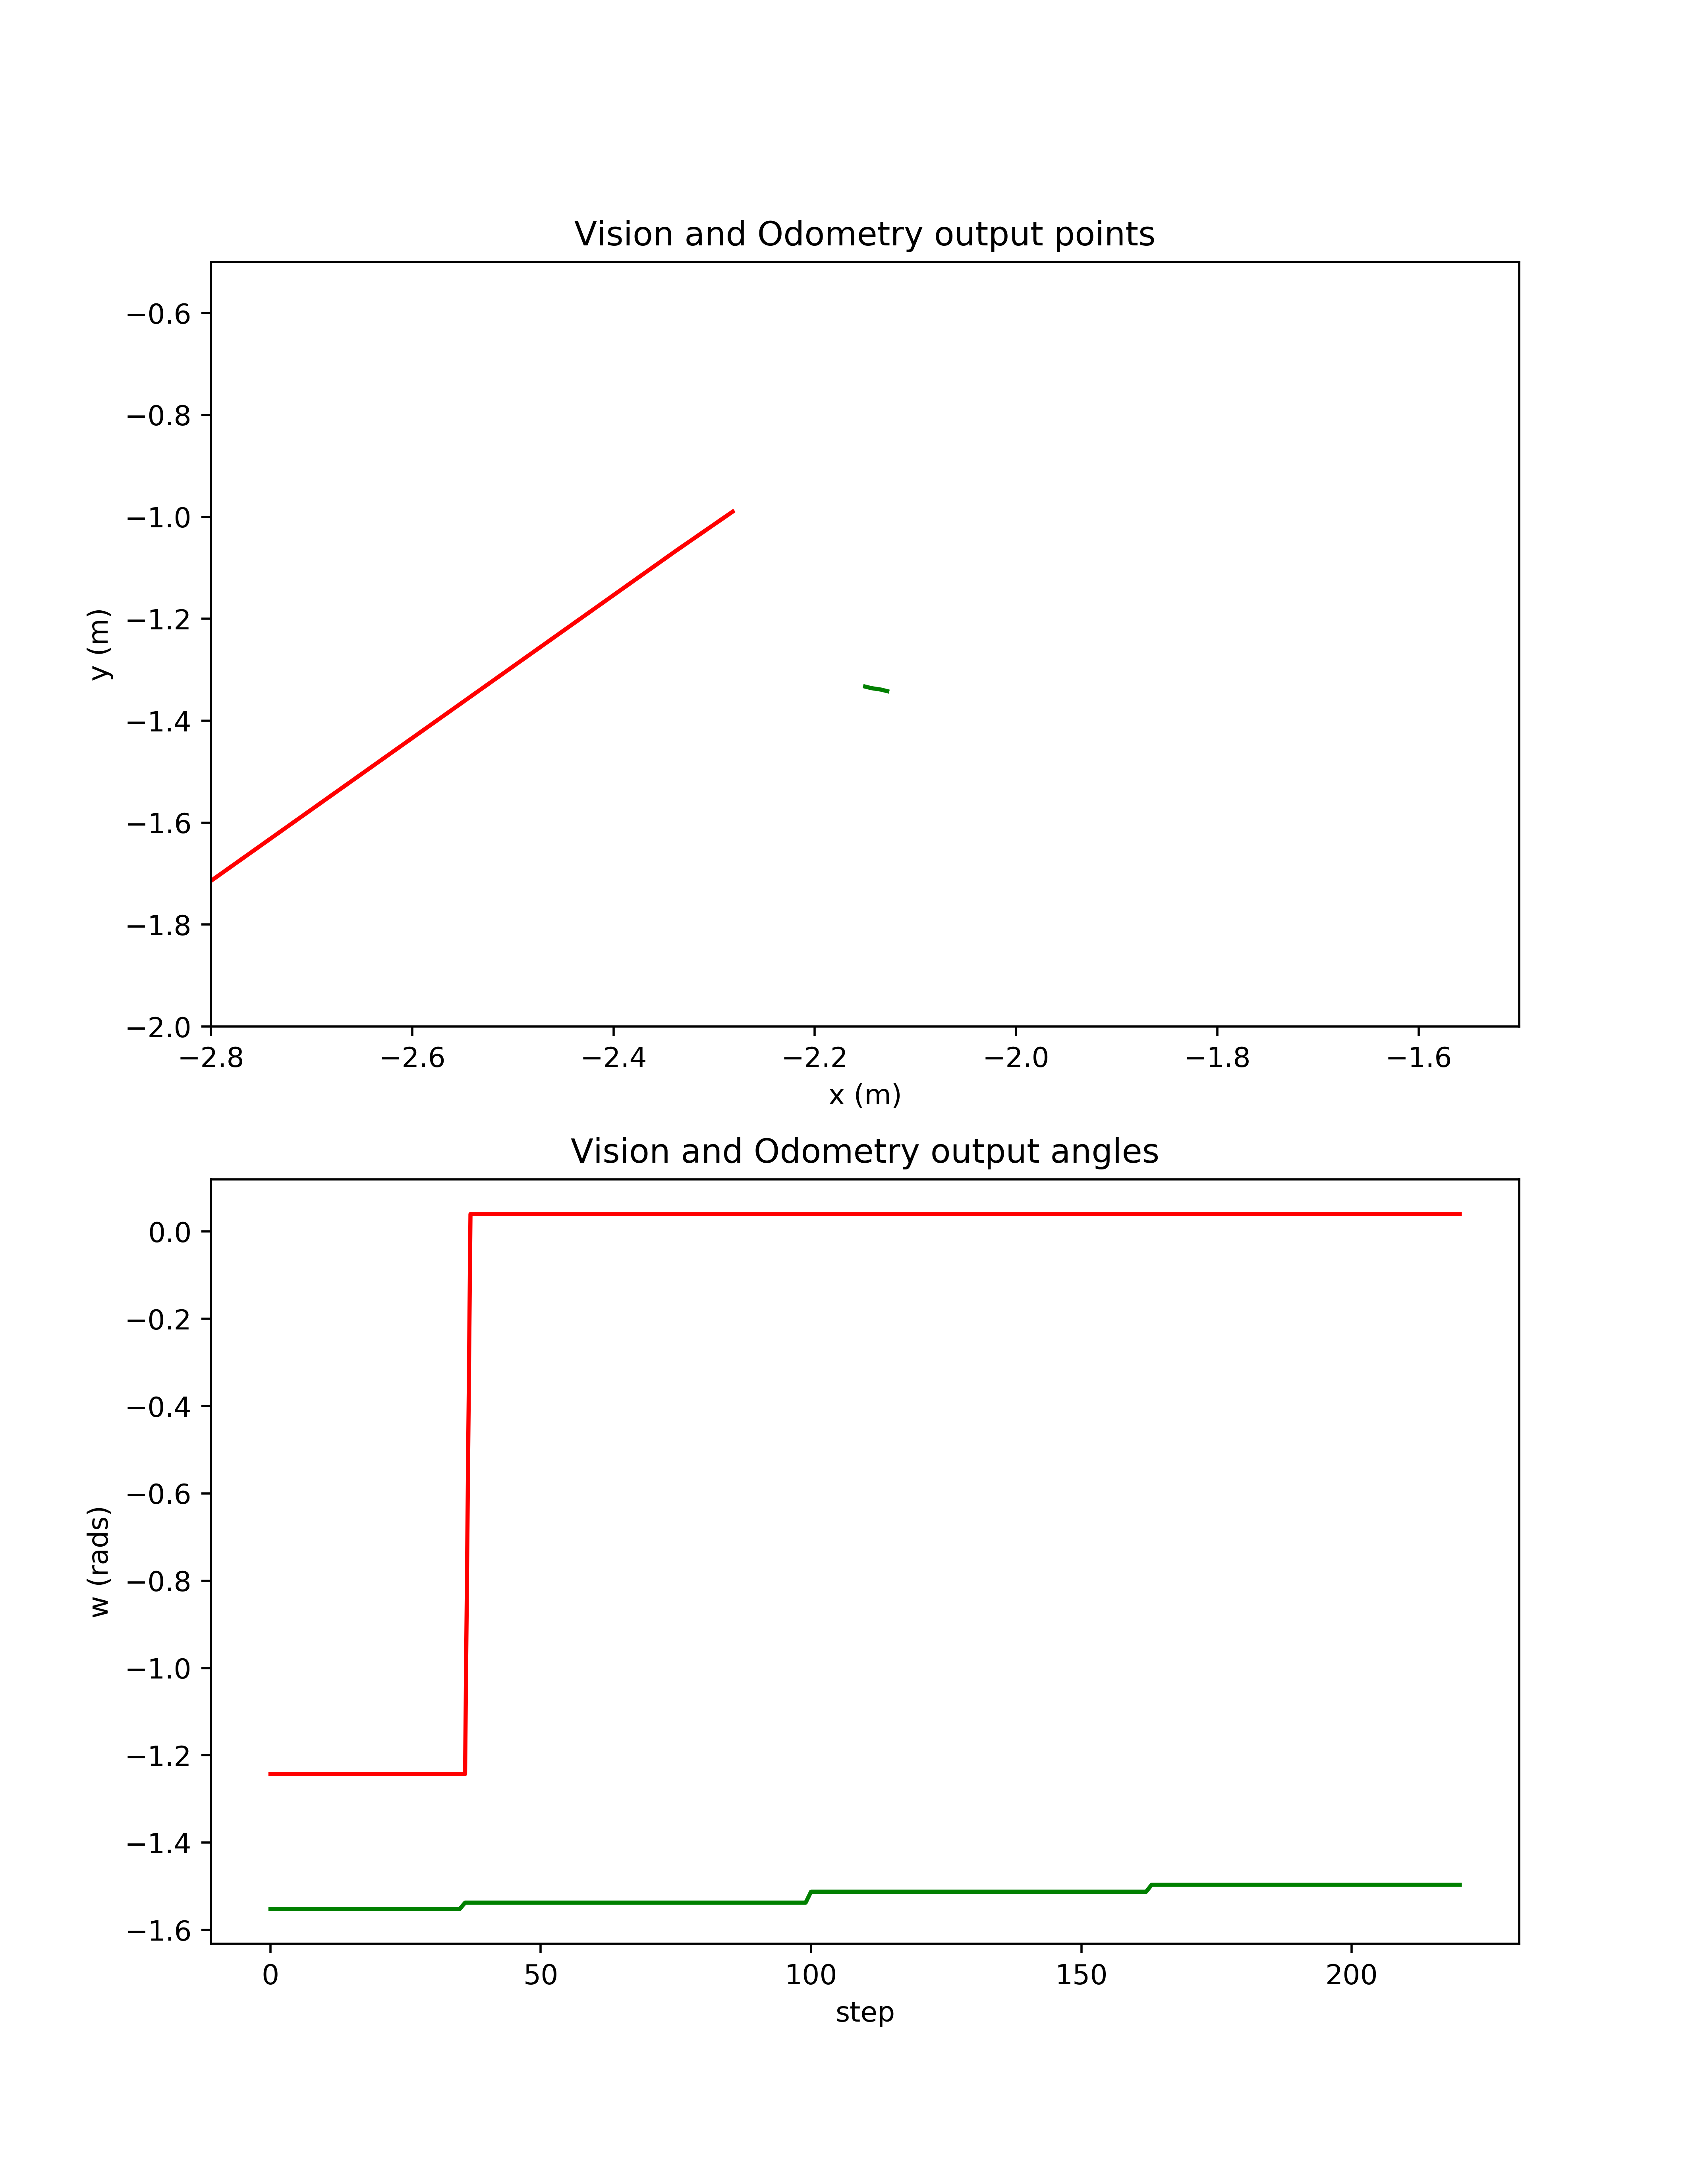 Vision and Odometry output points
−0.6
−0.8
−1.0
−1.2
−1.4
−1.6
−1.8
−2.0
y (m)
−2.8 −2.6 −2.4 −2.2 −2.0 −1.8 −1.6
x (m)
Vision and Odometry output angles
0.0
−0.2
−0.4
−0.6
−0.8
−1.0
−1.2
−1.4
−1.6
w (rads)
0 50 100 150 200
step